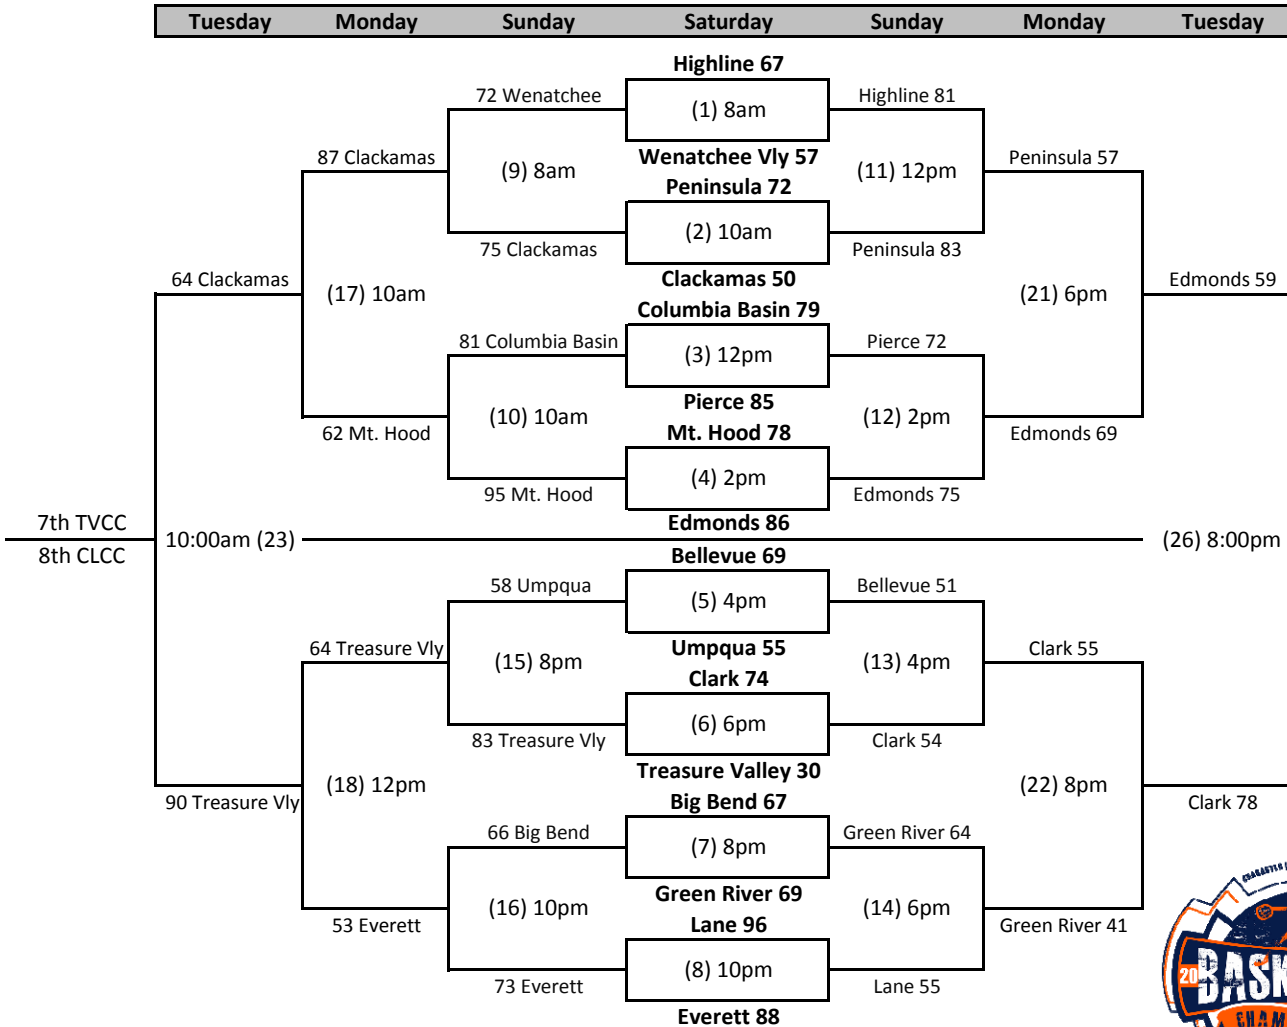 Tuesday Monday Sunday Saturday Sunday Monday Tuesday
Highline 67
72 Wenatchee
(1) 8am
Highline 81
87 Clackamas
(9) 8am
Wenatchee Vly 57
Peninsula 72
(11) 12pm
Peninsula 57
75 Clackamas
(2) 10am
Peninsula 83
64 Clackamas
(17) 10am
Clackamas 50
Columbia Basin 79
(21) 6pm
Edmonds 59
81 Columbia Basin
(3) 12pm
Pierce 72
62 Mt. Hood
(10) 10am
Pierce 85
Mt. Hood 78
(12) 2pm
Edmonds 69
95 Mt. Hood
(4) 2pm
Edmonds 75
7th TVCC
8th CLCC
10:00am (23)
Edmonds 86
Bellevue 69
(26) 8:00pm
58 Umpqua
(5) 4pm
Bellevue 51
64 Treasure Vly
(15) 8pm
Umpqua 55
Clark 74
(13) 4pm
Clark 55
83 Treasure Vly
(6) 6pm
Clark 54
90 Treasure Vly
(18) 12pm
Treasure Valley 30
Big Bend 67
(22) 8pm
Clark 78
66 Big Bend
(7) 8pm
Green River 64
53 Everett
(16) 10pm
Green River 69
Lane 96
(14) 6pm
Green River 41
73 Everett
(8) 10pm
Lane 55
Everett 88
20
BASK
CHAM